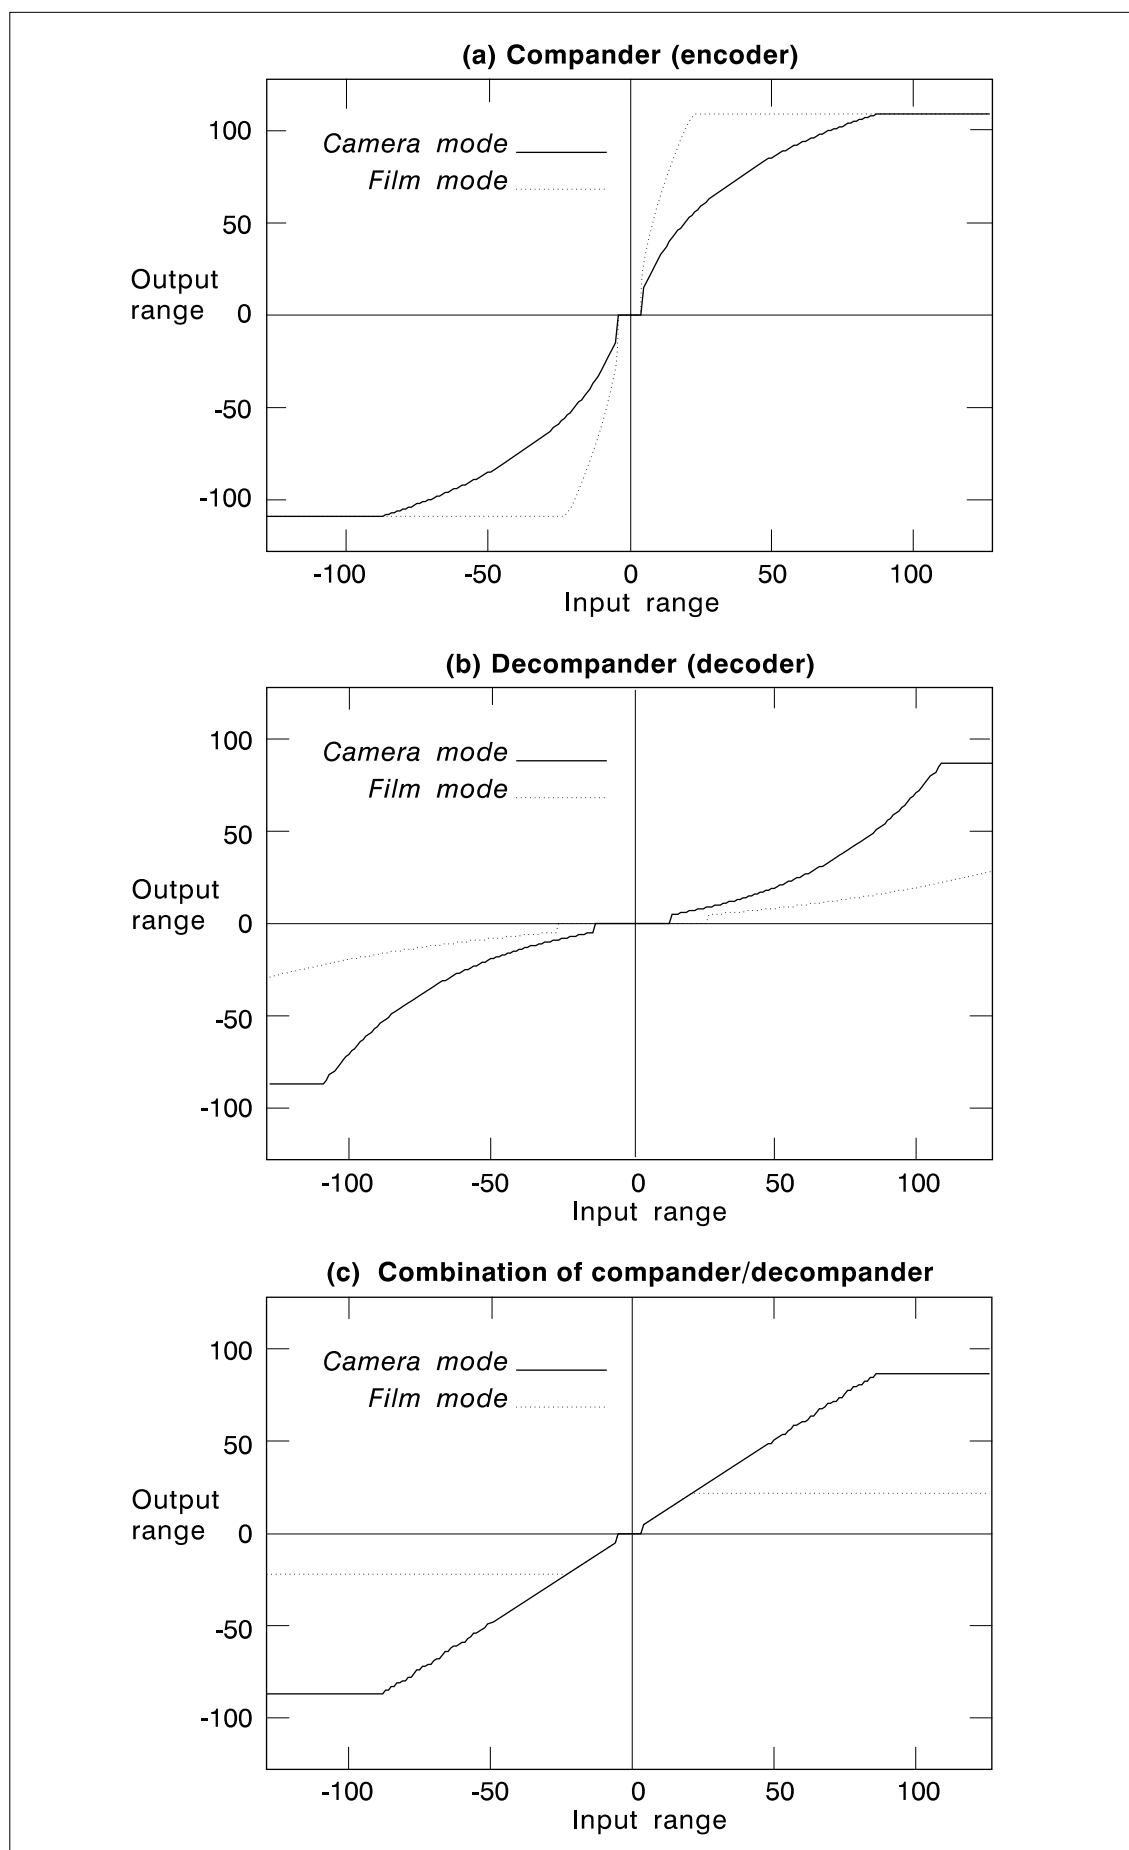 (a) Compander (encoder)
Camera mode
Film mode
100
50
0
-50
-100
Output
range
-100 -50 0 50 100
Input range
(b) Decompander (decoder)
Camera mode
Film mode
100
50
0
-50
-100
Output
range
-100 -50 0 50 100
Input range
(c) Combination of compander/decompander
Camera mode
Film mode
100
50
0
-50
-100
Output
range
-100 -50 0 50 100
Input range